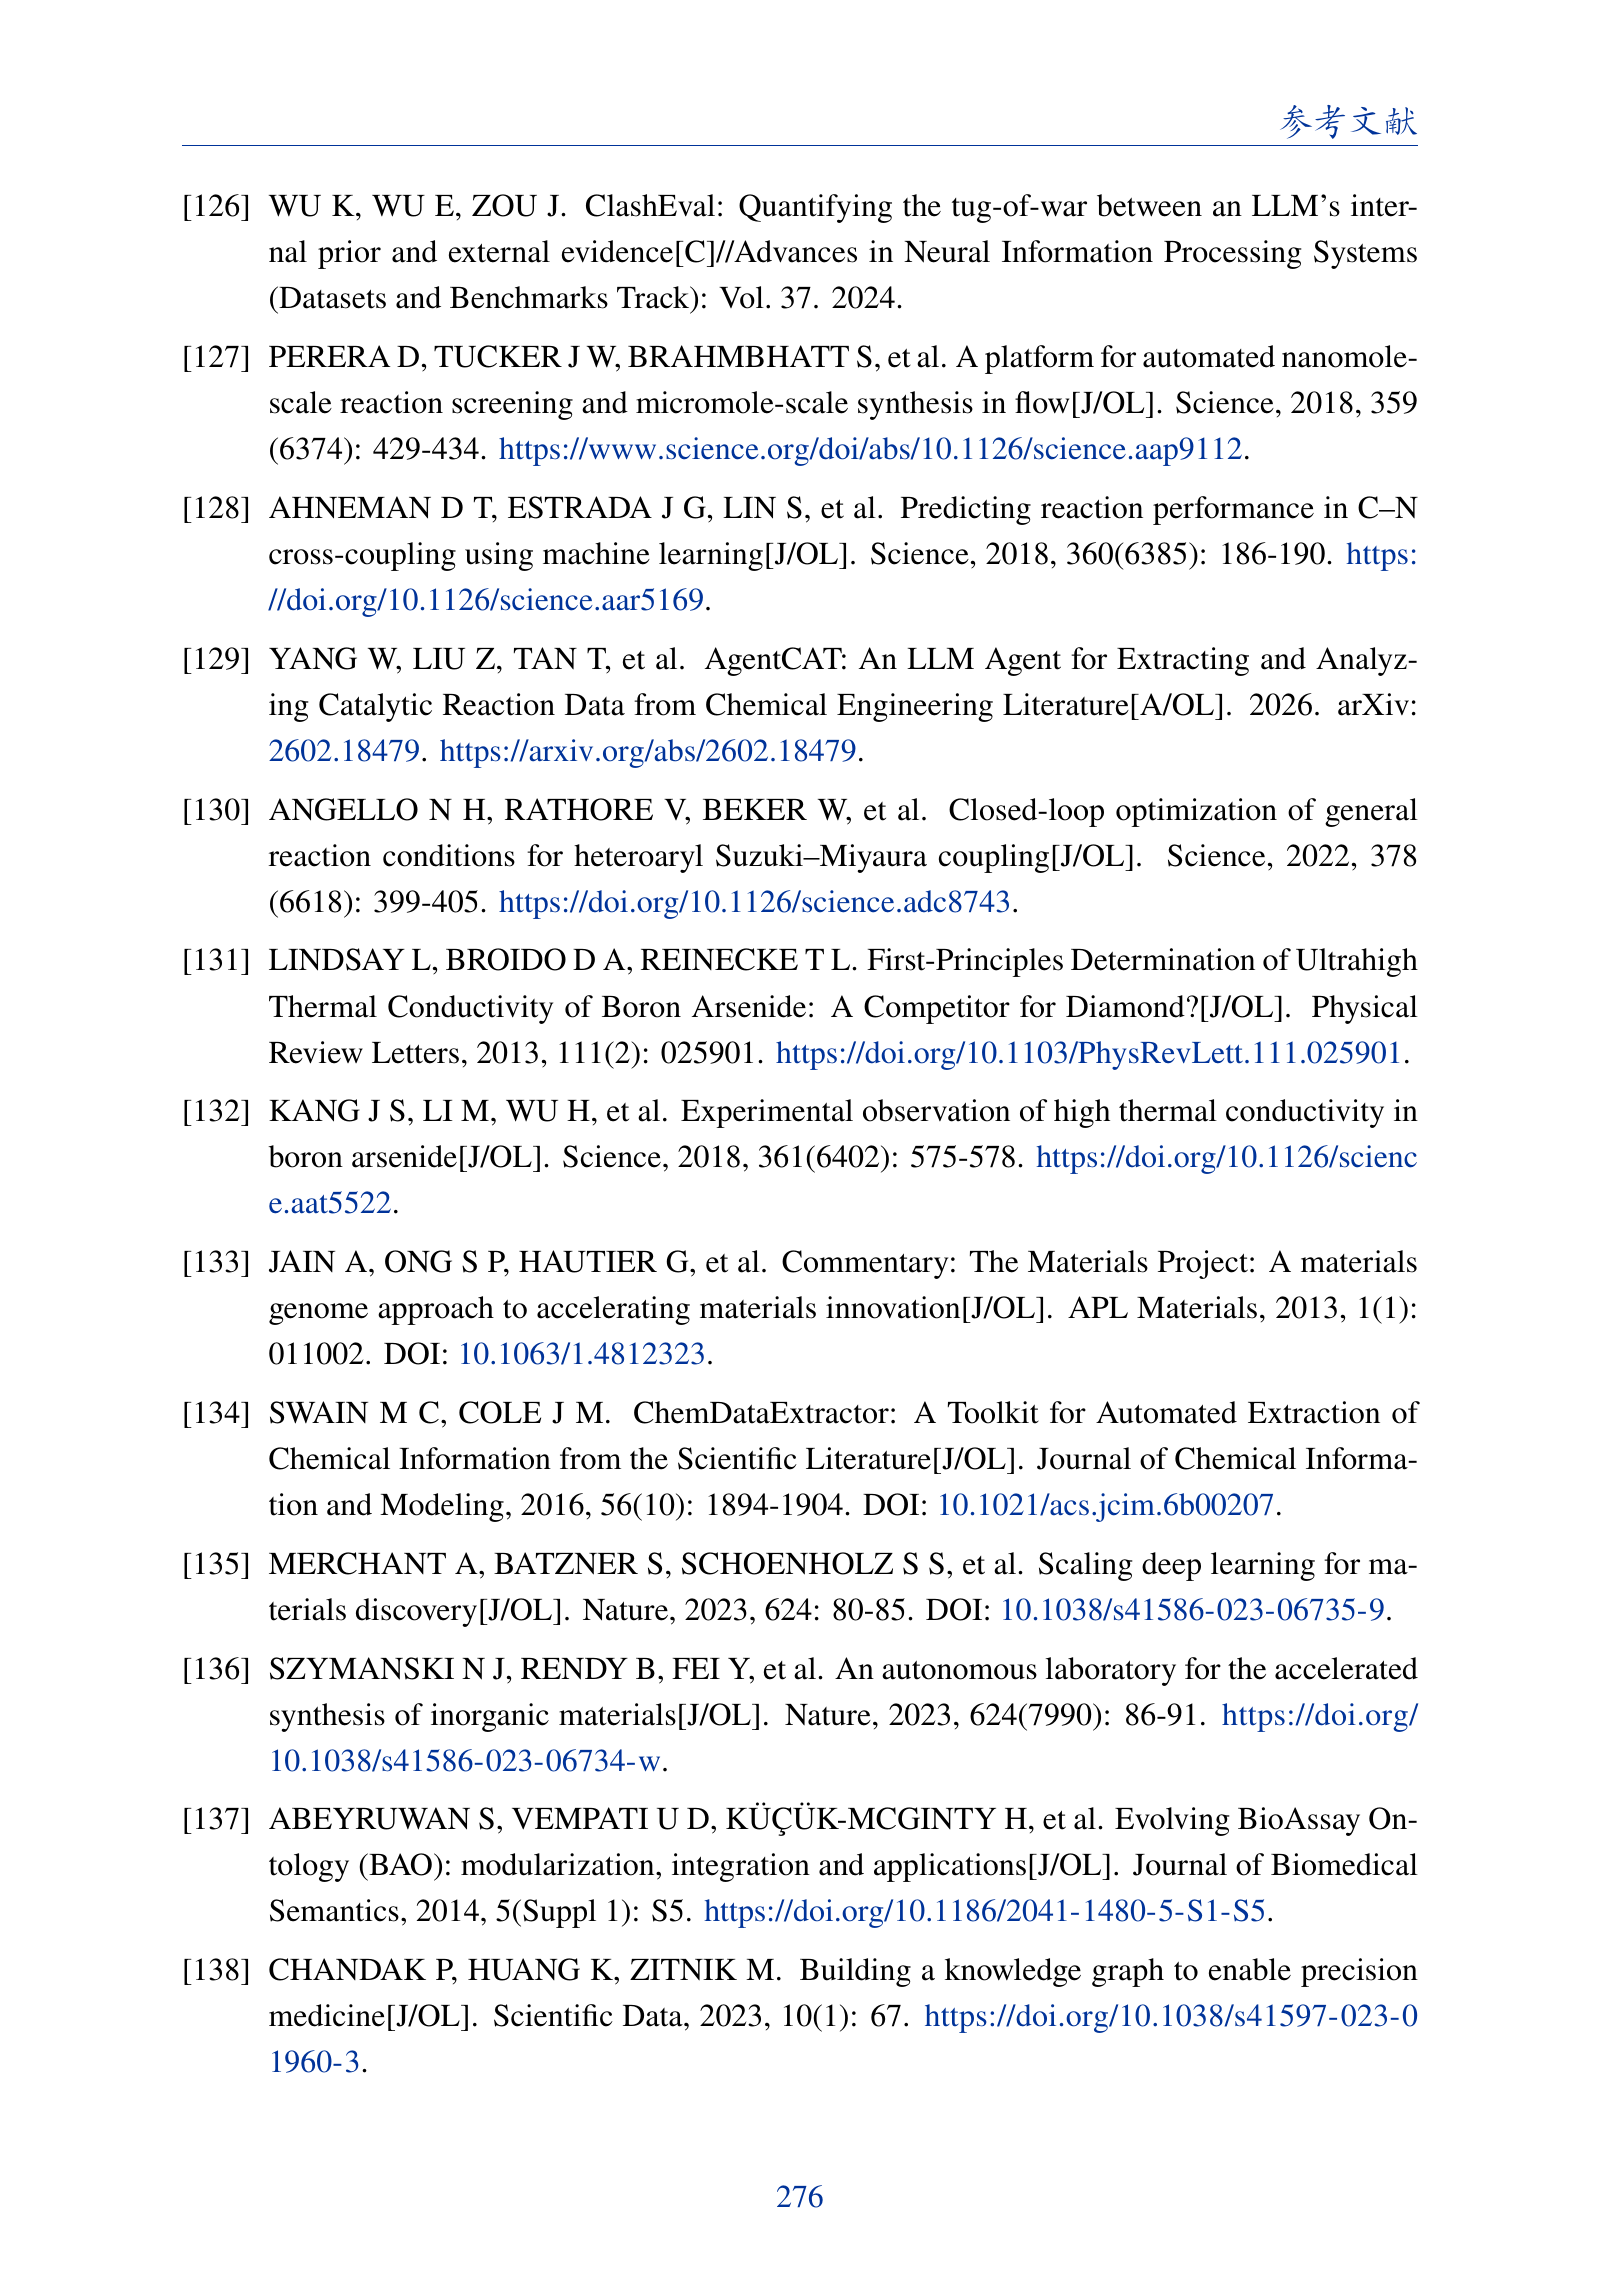 参考文献
[126] WU K, WU E, ZOU J. ClashEval: Quantifying the tug-of-war between an LLM's inter-
nal prior and external evidence[C]//Advances in Neural Information Processing Systems
(Datasets and Benchmarks Track): Vol. 37. 2024.
[127] PERERA D, TUCKER J W, BRAHMBHATT S, et al. A platform for automated nanomole-
scale reaction screening and micromole-scale synthesis in flow[J/OL]. Science, 2018, 359
(6374): 429-434. https://www.science.org/doi/abs/10.1126/science.aap9112.
[128] AHNEMAN D T, ESTRADA J G, LIN S, et al. Predicting reaction performance in C–N
cross-coupling using machine learning[J/OL]. Science, 2018, 360(6385): 186-190. https:
//doi.org/10.1126/science.aar5169.
[129] YANG W, LIU Z, TAN T, et al. AgentCAT: An LLM Agent for Extracting and Analyz-
ing Catalytic Reaction Data from Chemical Engineering Literature[A/OL]. 2026. arXiv:
2602.18479. https://arxiv.org/abs/2602.18479.
[130] ANGELLO N H, RATHORE V, BEKER W, et al. Closed-loop optimization of general
reaction conditions for heteroaryl Suzuki–Miyaura coupling[J/OL]. Science, 2022, 378
(6618): 399-405. https://doi.org/10.1126/science.adc8743.
[131] LINDSAY L, BROIDO D A, REINECKE T L. First-Principles Determination of Ultrahigh
Thermal Conductivity of Boron Arsenide: A Competitor for Diamond?[J/OL]. Physical
Review Letters, 2013, 111(2): 025901. https://doi.org/10.1103/PhysRevLett.111.025901.
[132] KANG J S, LI M, WU H, et al. Experimental observation of high thermal conductivity in
boron arsenide[J/OL]. Science, 2018, 361(6402): 575-578. https://doi.org/10.1126/scienc
e.aat5522.
[133] JAIN A, ONG S P, HAUTIER G, et al. Commentary: The Materials Project: A materials
genome approach to accelerating materials innovation[J/OL]. APL Materials, 2013, 1(1):
011002. DOI: 10.1063/1.4812323.
[134] SWAIN M C, COLE J M. ChemDataExtractor: A Toolkit for Automated Extraction of
Chemical Information from the Scientific Literature[J/OL]. Journal of Chemical Informa-
tion and Modeling, 2016, 56(10): 1894-1904. DOI: 10.1021/acs.jcim.6b00207.
[135] MERCHANT A, BATZNER S, SCHOENHOLZ S S, et al. Scaling deep learning for ma-
terials discovery[J/OL]. Nature, 2023, 624: 80-85. DOI: 10.1038/s41586-023-06735-9.
[136] SZYMANSKI N J, RENDY B, FEI Y, et al. An autonomous laboratory for the accelerated
synthesis of inorganic materials[J/OL]. Nature, 2023, 624(7990): 86-91. https://doi.org/
10.1038/s41586-023-06734-w.
[137] ABEYRUWAN S, VEMPATI U D, KÜÇÜK-MCGINTY H, et al. Evolving BioAssay On-
tology (BAO): modularization, integration and applications[J/OL]. Journal of Biomedical
Semantics, 2014, 5(Suppl 1): S5. https://doi.org/10.1186/2041-1480-5-S1-S5.
[138] CHANDAK P, HUANG K, ZITNIK M. Building a knowledge graph to enable precision
medicine[J/OL]. Scientific Data, 2023, 10(1): 67. https://doi.org/10.1038/s41597-023-0
1960-3.
276